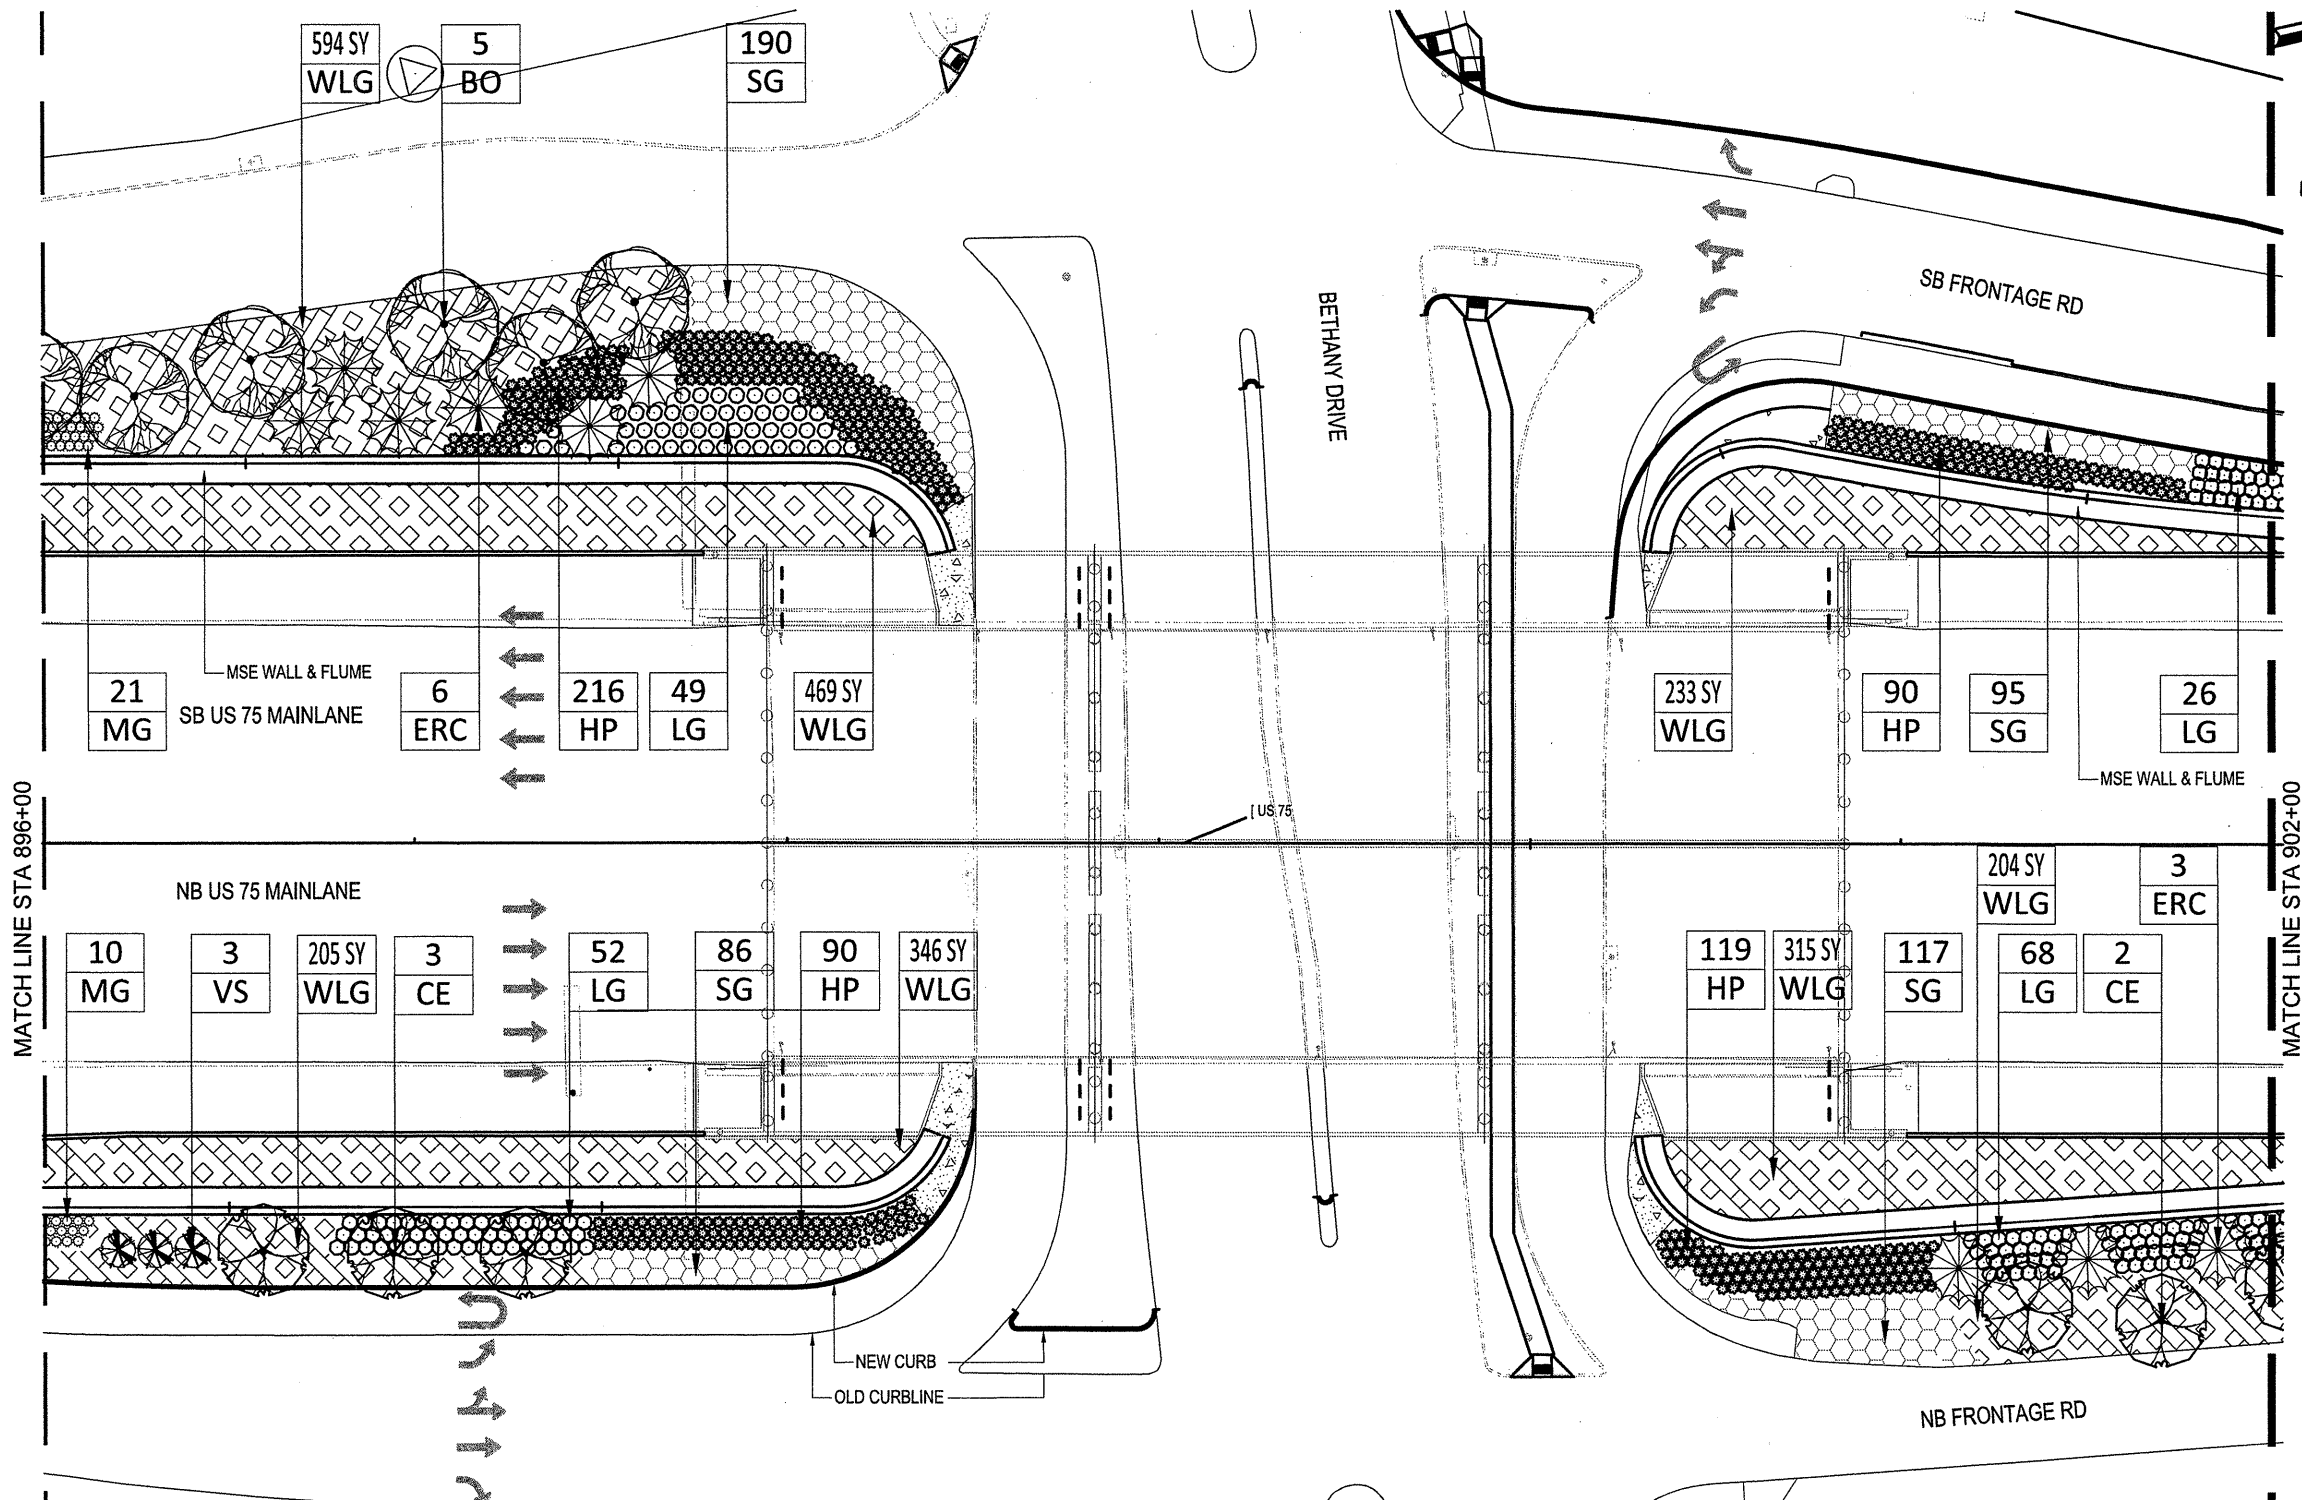 594 SY
WLG
5
BO
190
SG
SB FRONTAGE RD
BETHANY DRIVE
MSE WALL & FLUME
21
MG
SB US 75 MAINLANE
6
ERC
216
HP
49
LG
469 SY
WLG
233 SY
WLG
90
HP
95
SG
26
LG
MSE WALL & FLUME
MATCH LINE STA 896+00
MATCH LINE STA 902+00
[ US 75
NB US 75 MAINLANE
204 SY
WLG
3
ERC
10
MG
3
VS
205 SY
WLG
3
CE
52
LG
86
SG
90
HP
346 SY
WLG
119
HP
315 SY
WLG
117
SG
68
LG
2
CE
NEW CURB
OLD CURBLINE
NB FRONTAGE RD